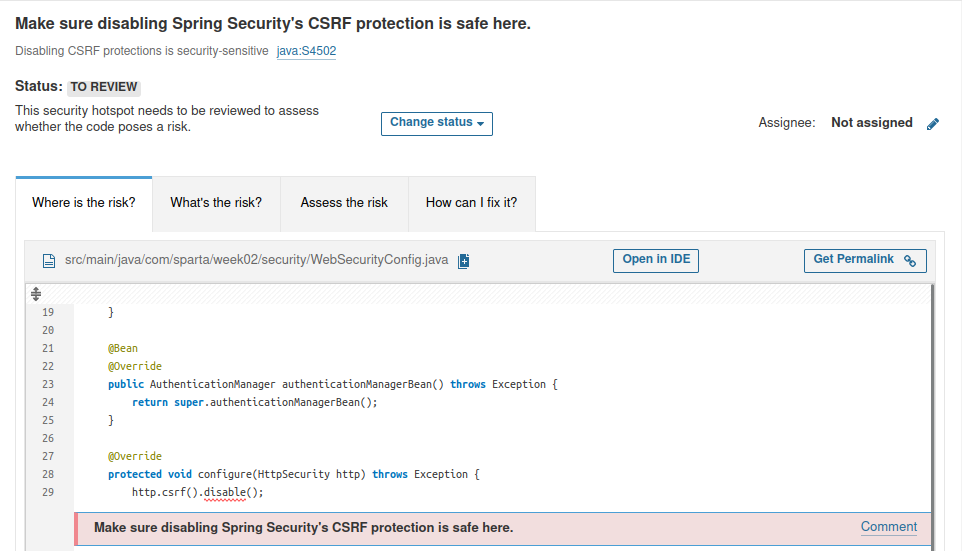 Make sure disabling Spring Security's CSRF protection is safe here.
Disabling CSRF protections is security-sensitive java:S4502
Status: TO REVIEW
This security hotspot needs to be reviewed to assess
whether the code poses a risk.
Change status
Assignee: Not assigned
Where is the risk? What's the risk? Assess the risk How can I fix it?
src/main/java/com/sparta/week02/security/WebSecurityConfig.java Open in IDE Get Permalink
19 }
20
21 @Bean
22 @Override
23 public AuthenticationManager authenticationManagerBean() throws Exception {
24 return super.authenticationManagerBean();
25 }
26
27 @Override
28 protected void configure(HttpSecurity http) throws Exception {
29 http.csrf().disable();
Make sure disabling Spring Security's CSRF protection is safe here. Comment